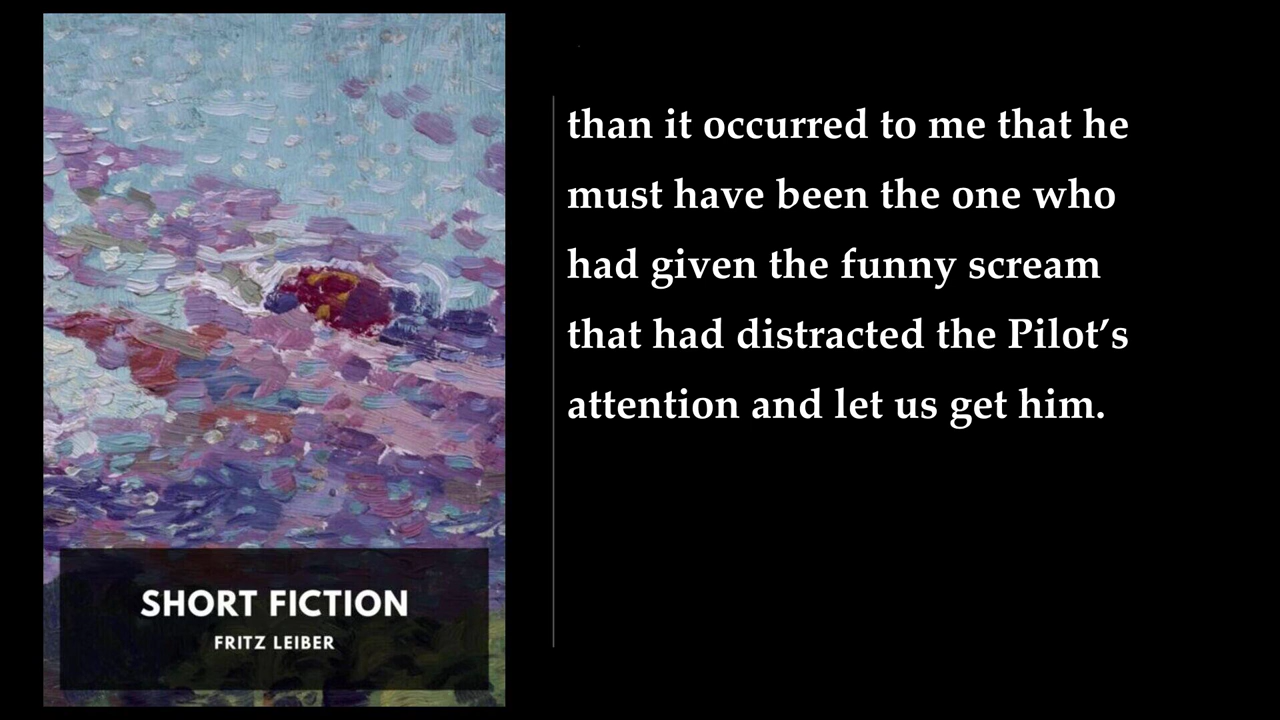 than it occurred to me that he
must have been the one who
had given the funny scream
that had distracted the Pilot’s
attention and let us get him.
SHORT FICTION
FRITZ LEIBER